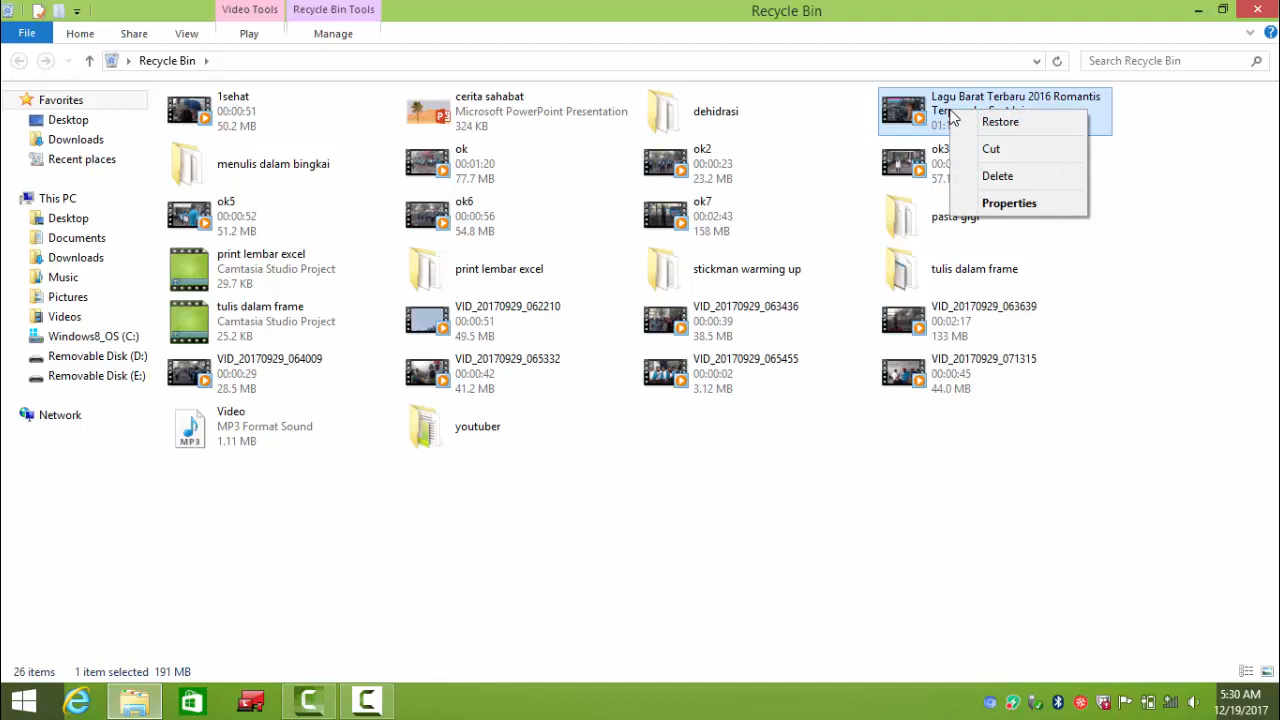 Video Tools
Recycle Bin Tools
Recycle Bin
File
Home
Share
View
Play
Manage
Recycle Bin
Search Recycle Bin
Favorites
Desktop
Downloads
Recent places
This PC
Desktop
Documents
Downloads
Music
Pictures
Videos
Windows8_OS (C:)
Removable Disk (D:)
Removable Disk (E:)
Network
1sehat
00:00:51
50.2 MB
cerita sahabat
Microsoft PowerPoint Presentation
324 KB
dehidrasi
Lagu Barat Terbaru 2016 Romantis
Restore
Cut
Delete
Properties
menulis dalam bingkai
ok
00:01:20
77.7 MB
ok2
00:00:23
23.2 MB
ok3
ok5
00:00:52
51.2 MB
ok6
00:00:56
54.8 MB
ok7
00:02:43
158 MB
pasta gigi
print lembar excel
Camtasia Studio Project
29.7 KB
print lembar excel
stickman warming up
tulis dalam frame
tulis dalam frame
Camtasia Studio Project
25.2 KB
VID_20170929_062210
00:00:51
49.5 MB
VID_20170929_063436
00:00:39
38.5 MB
VID_20170929_063639
00:02:17
133 MB
VID_20170929_064009
00:00:29
28.5 MB
VID_20170929_065332
00:00:42
41.2 MB
VID_20170929_065455
00:00:02
3.12 MB
VID_20170929_071315
00:00:45
44.0 MB
Video
MP3 Format Sound
1.11 MB
MP3
youtuber
26 items
1 item selected 191 MB
5:30 AM
12/19/2017